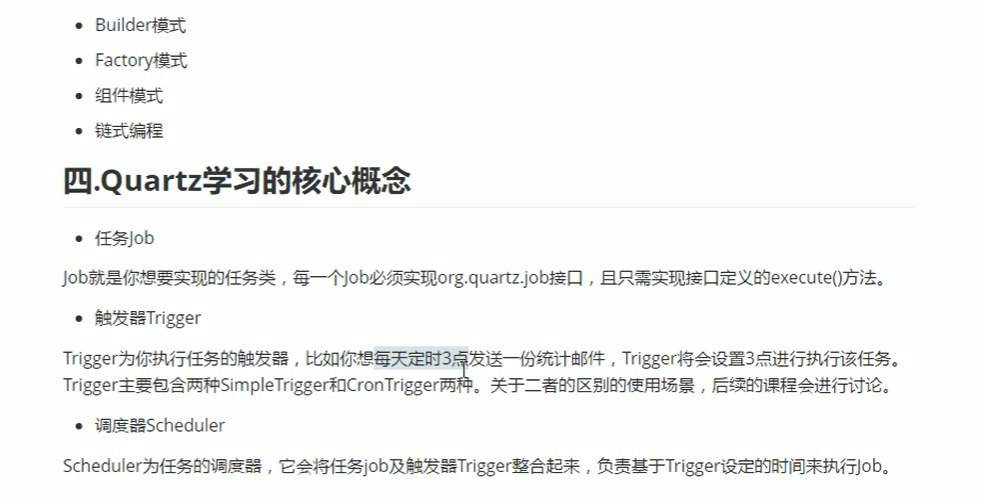 Builder模式
Factory模式
组件模式
链式编程
四.Quartz学习的核心概念
任务Job
Job就是你想要实现的任务类，每一个Job必须实现org.quartz.job接口，且只需实现接口定义的execute()方法。
触发器Trigger
Trigger为你执行任务的触发器，比如你想每天定时3点发送一份统计邮件，Trigger将会设置3点进行执行该任务。
Trigger主要包含两种SimpleTrigger和CronTrigger两种。关于二者的区别的使用场景，后续的课程会进行讨论。
调度器Scheduler
Scheduler为任务的调度器，它会将任务job及触发器Trigger整合起来，负责基于Trigger设定的时间来执行Job。